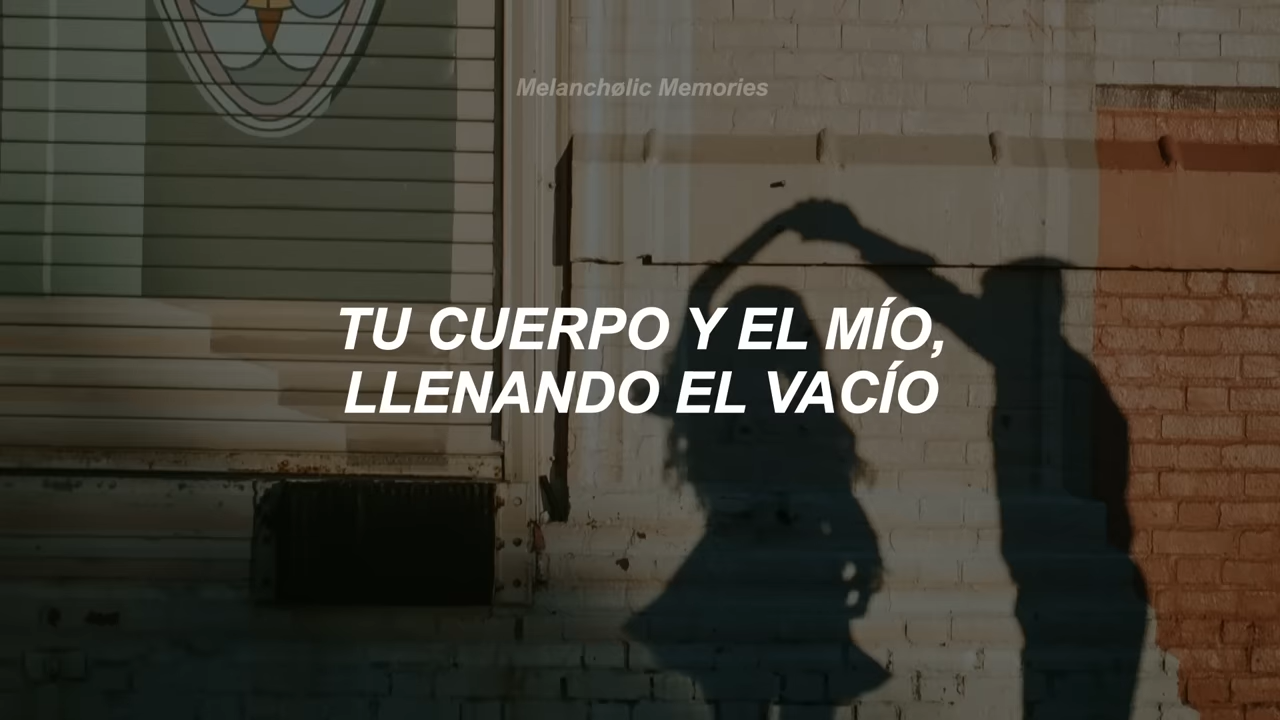 Melanchølic Memories
TU CUERPO Y EL MÍO,
LLENANDO EL VACÍO